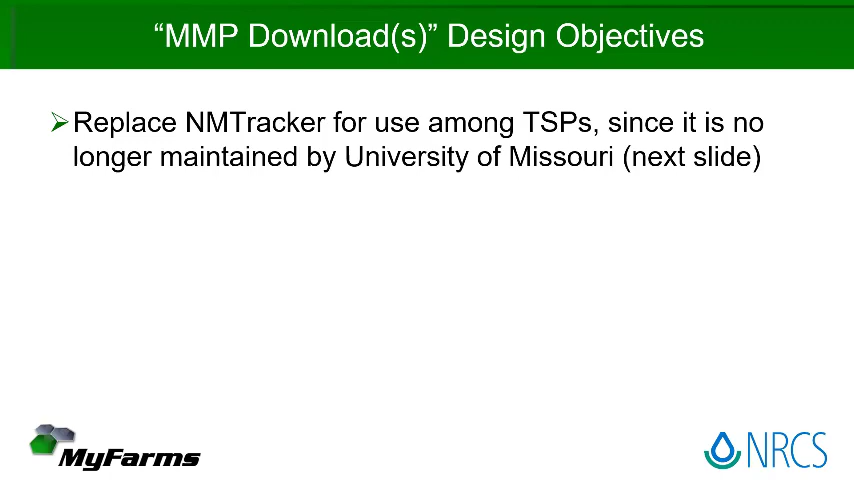 “MMP Download(s)” Design Objectives
Replace NMTracker for use among TSPs, since it is no
longer maintained by University of Missouri (next slide)
MyFarms
NRCS